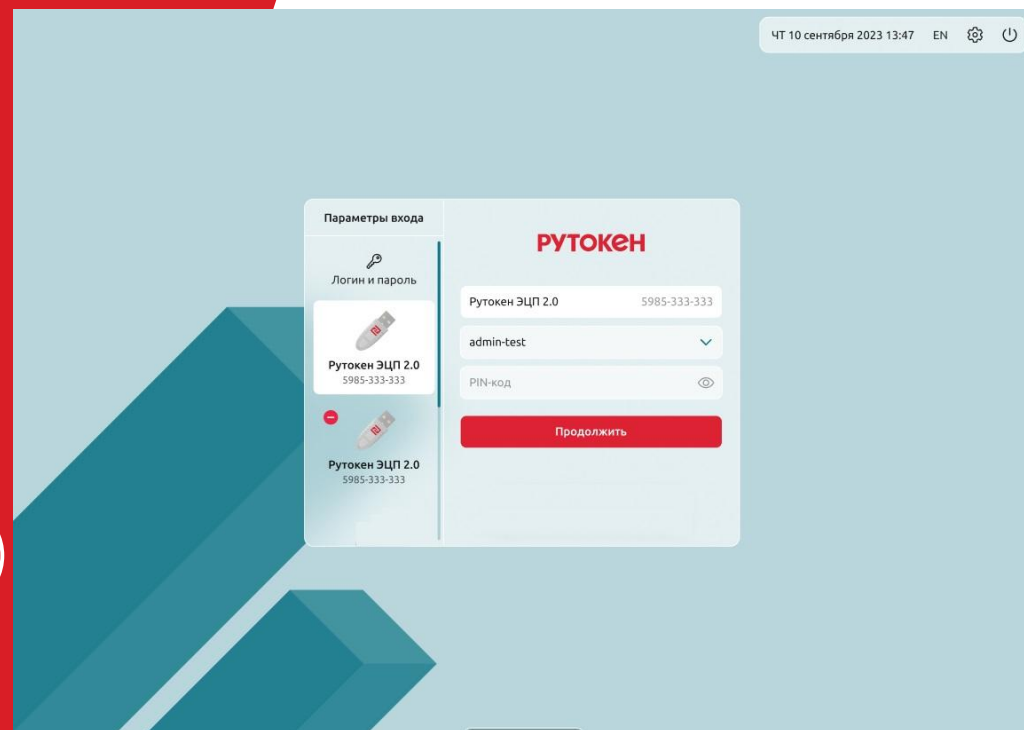 ЧТ 10 сентября 2023 13:47 EN
Параметры входа
Логин и пароль
Рутокен ЭЦП 2.0
5985-333-333
Рутокен ЭЦП 2.0
5985-333-333
РУТОКЕН
Рутокен ЭЦП 2.0 5985-333-333
admin-test
PIN-код
Продолжить